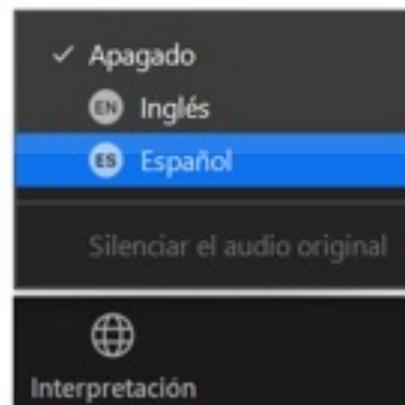 ✓ Apagado
EN Inglés
ES Español
Silenciar el audio original
Interpretación